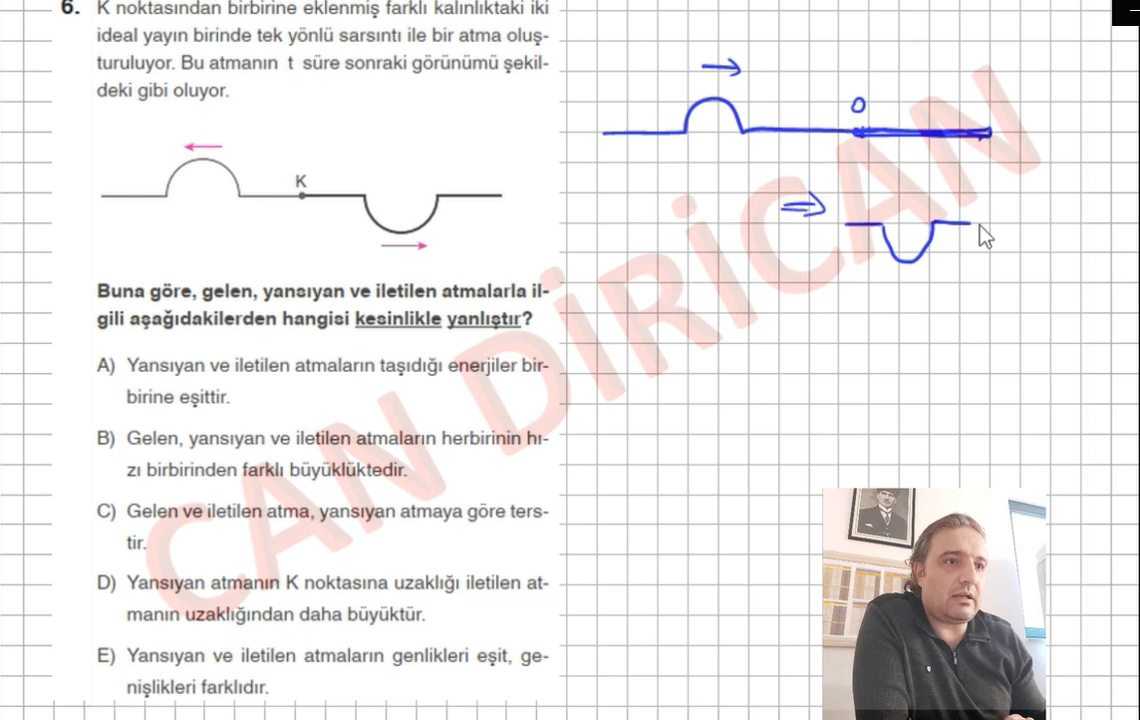 6. K noktasından birbirine eklenmiş farklı kalınlıktaki iki
ideal yayın birinde tek yönlü sarsıntı ile bir atma oluş-
turuluyor. Bu atmanın t süre sonraki görünümü şekil-
deki gibi oluyor.
K
O
Buna göre, gelen, yansıyan ve iletilen atmalarla il-
gili aşağıdakilerden hangisi kesinlikle yanlıştır?
A) Yansıyan ve iletilen atmaların taşıdığı enerjiler bir-
birine eşittir.
B) Gelen, yansıyan ve iletilen atmaların herbirinin hı-
zı birbirinden farklı büyüklüktedir.
C) Gelen ve iletilen atma, yansıyan atmaya göre ters-
tir.
D) Yansıyan atmanın K noktasına uzaklığı iletilen at-
manın uzaklığından daha büyüktür.
E) Yansıyan ve iletilen atmaların genlikleri eşit, ge-
nişlikleri farklıdır.
CAN DİRİCAN